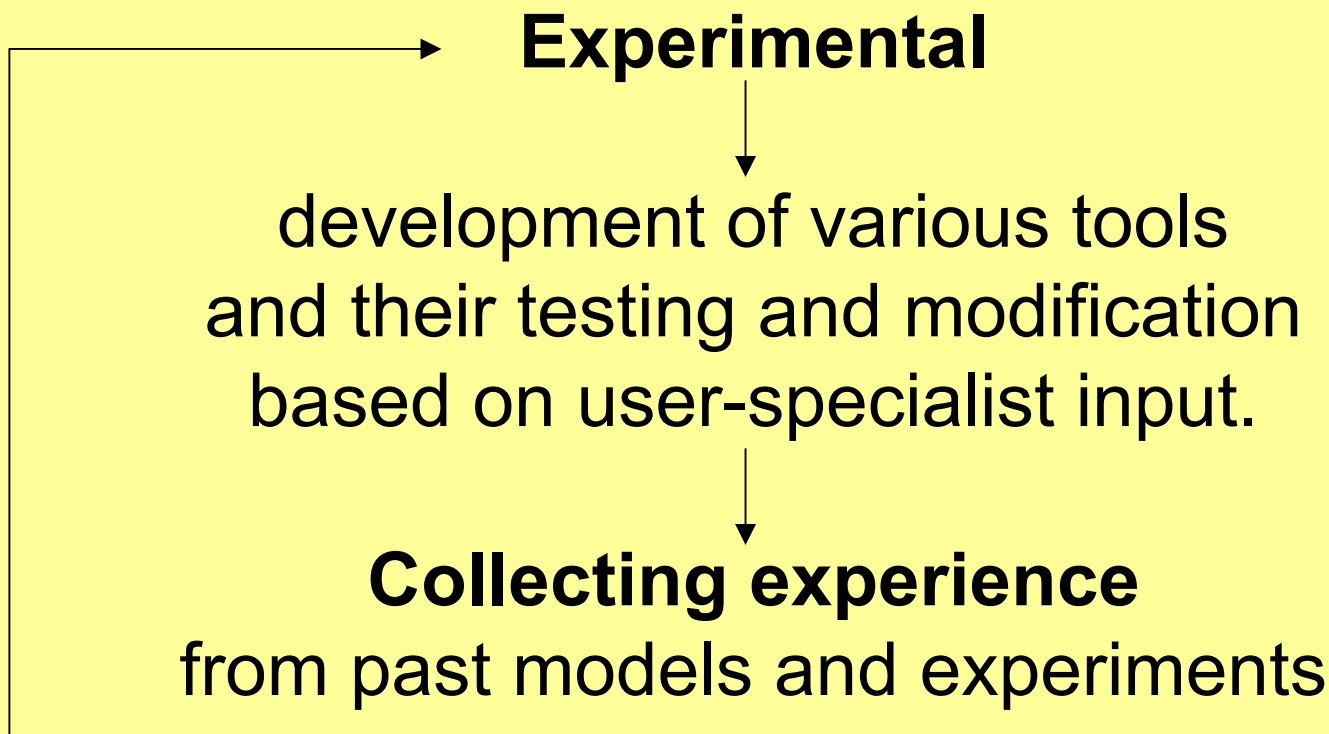 Experimental
development of various tools
and their testing and modification
based on user-specialist input.
Collecting experience
from past models and experiments